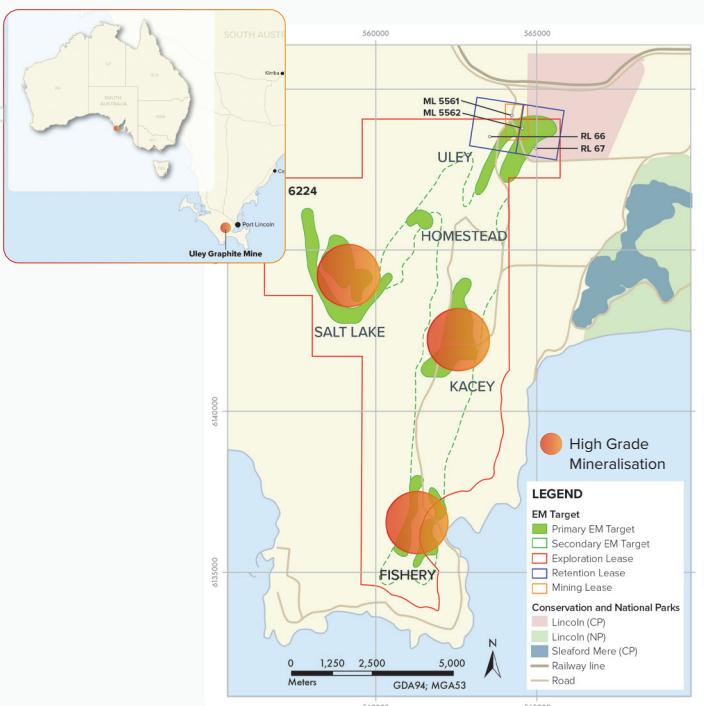 SOUTH AUSTR
Kimba
SOUTH
AUSTRALIA
Port Lincoln
Uley Graphite Mine
560000
565000
ML 5561
ML 5562
RL 66
RL 67
ULEY
6224
HOMESTEAD
SALT LAKE
KACEY
6140000
High Grade
Mineralisation
FISHERY
6135000
LEGEND
EM Target
Primary EM Target
Secondary EM Target
Exploration Lease
Retention Lease
Mining Lease
Conservation and National Parks
Lincoln (CP)
Lincoln (NP)
Sleaford Mere (CP)
Railway line
Road
N
0 1,250 2,500 5,000
Meters
GDA94; MGA53